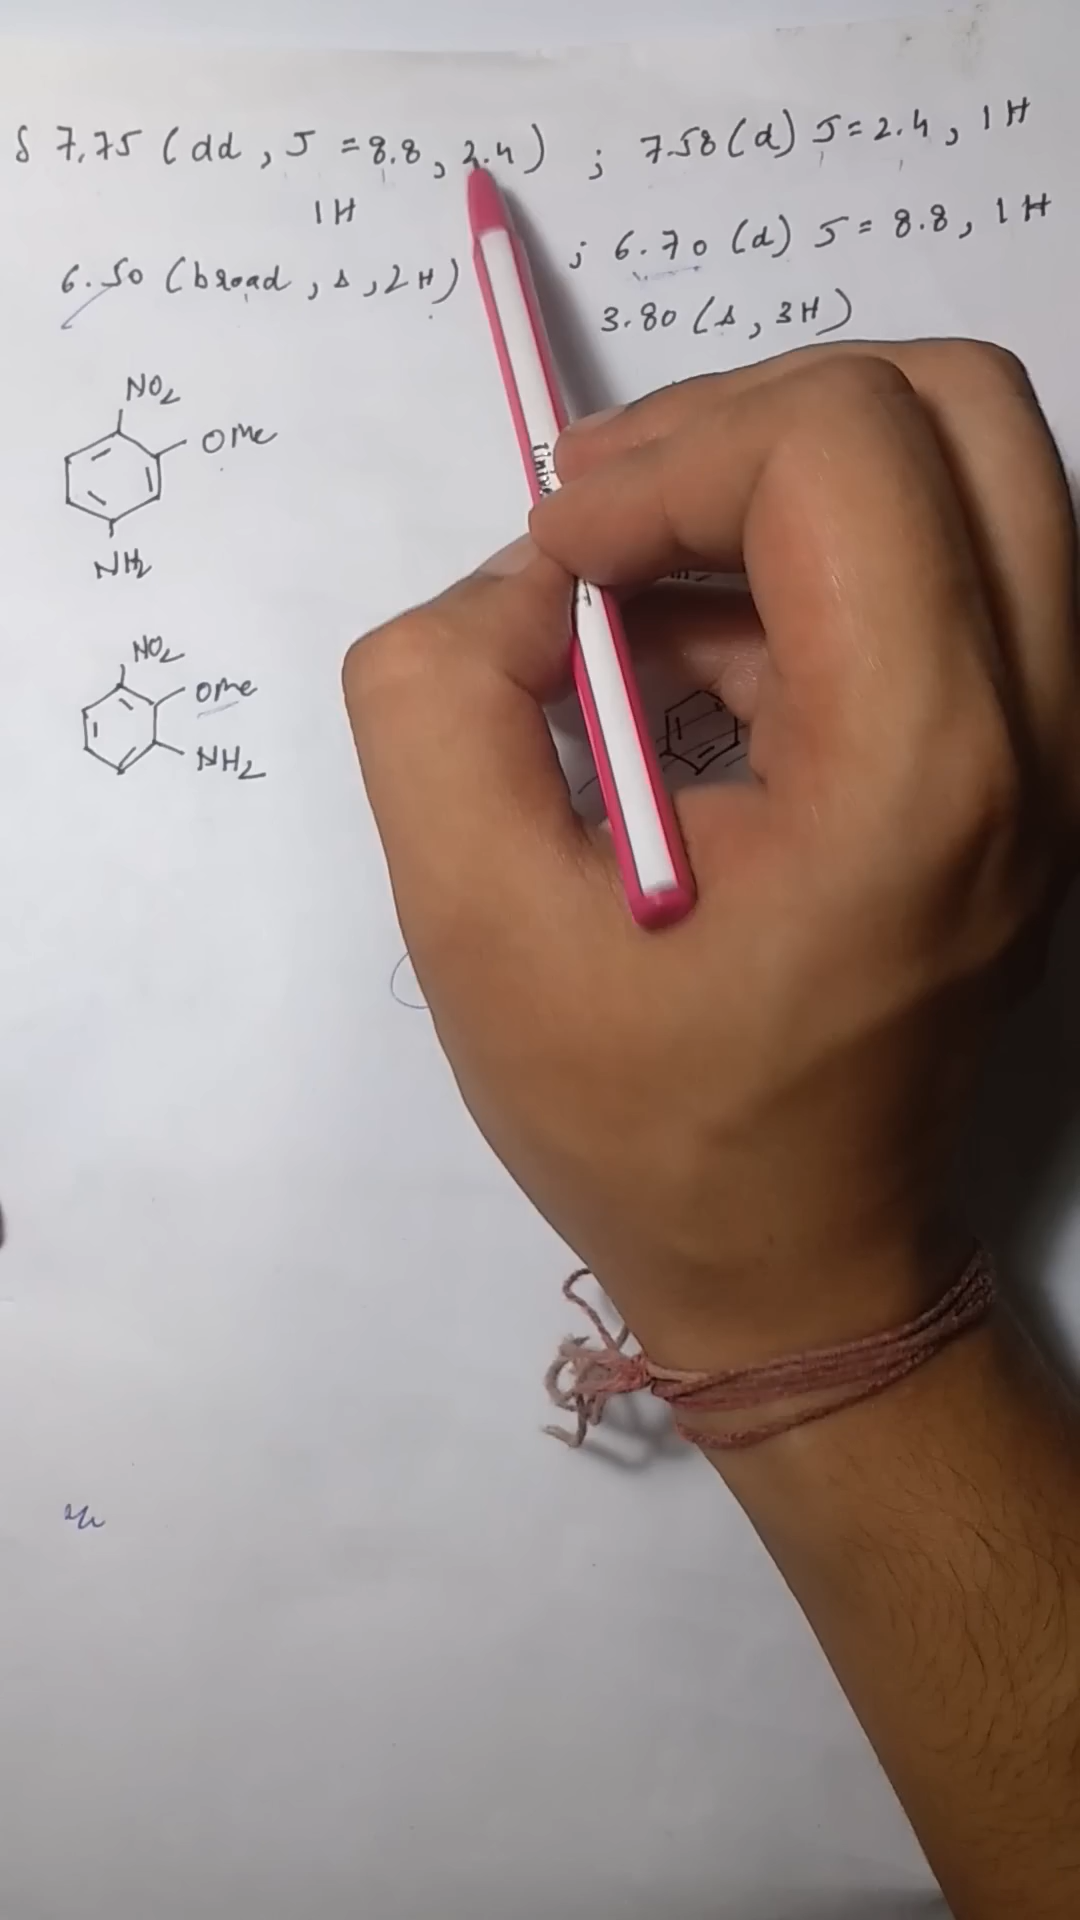 δ 7.75 (dd, J = 8.8, 2.4) ; 7.58 (d) J = 2.4, 1H
1H
; 6.70 (d) J = 8.8, 1H
6.50 (broad, s, 2H)
3.80 (s, 3H)
NO2
OMe
NH2
NO2
OMe
NH2